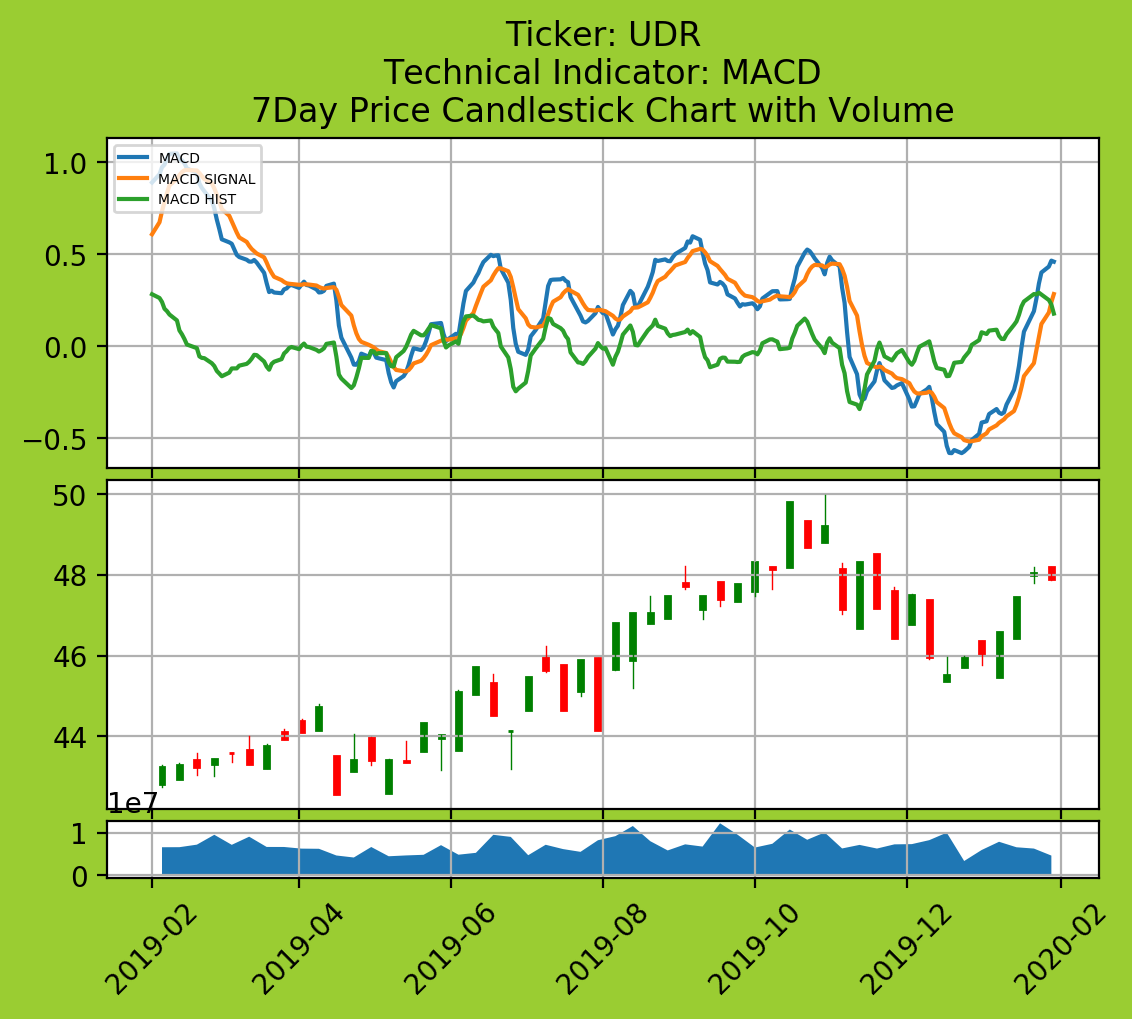 Ticker: UDR
Technical Indicator: MACD
7Day Price Candlestick Chart with Volume
MACD
MACD SIGNAL
MACD HIST
1.0
0.5
0.0
−0.5
50
48
46
44
1e7
1
0
2019-02
2019-04
2019-06
2019-08
2019-10
2019-12
2020-02